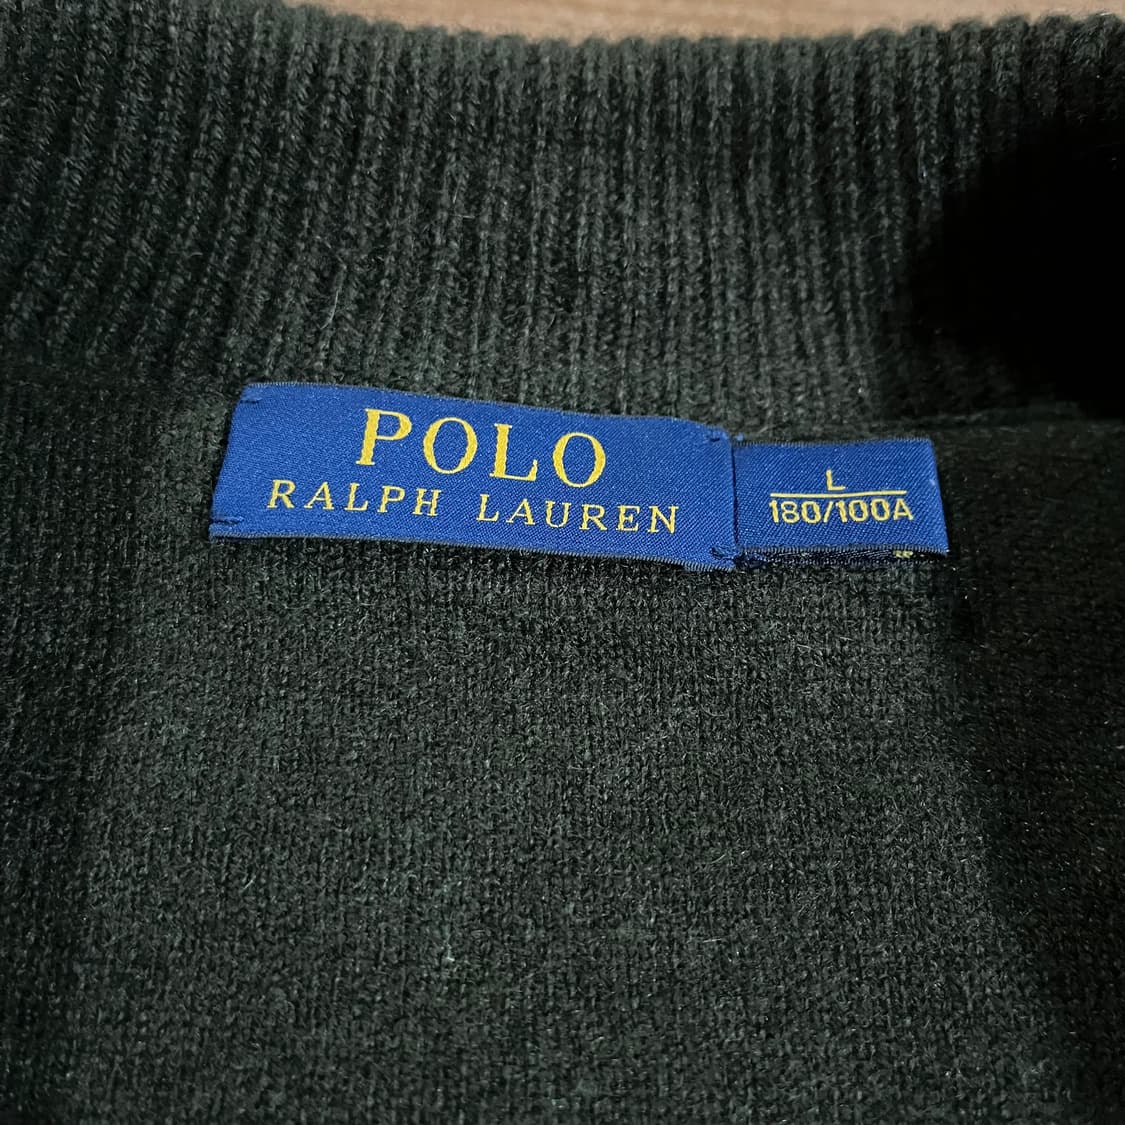 POLO
RALPH LAUREN
L
180/100A